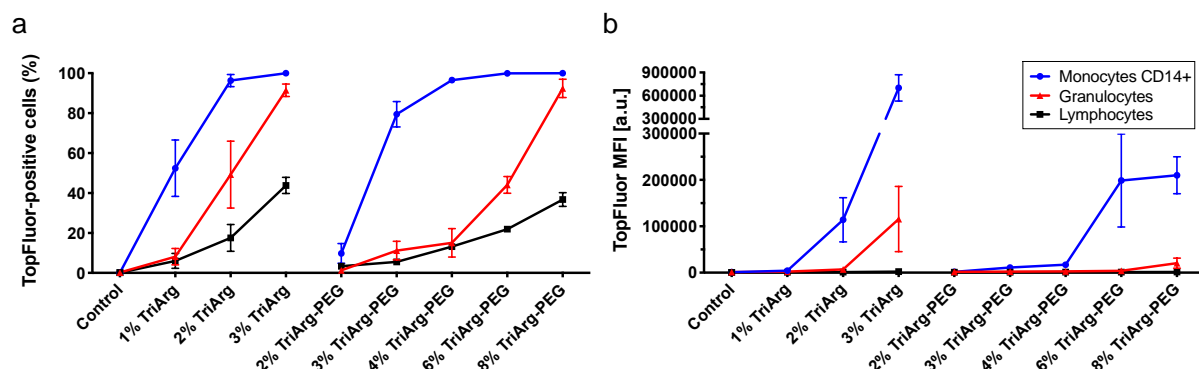 a
TopFluor-positive cells (%)
100
80
60
40
20
0
Control
1% TriArg
2% TriArg
3% TriArg
2% TriArg-PEG
3% TriArg-PEG
4% TriArg-PEG
6% TriArg-PEG
8% TriArg-PEG
b
TopFluor MFI [a.u.]
900000
600000
300000
300000
200000
100000
0
Control
1% TriArg
2% TriArg
3% TriArg
2% TriArg-PEG
3% TriArg-PEG
4% TriArg-PEG
6% TriArg-PEG
8% TriArg-PEG
Monocytes CD14+
Granulocytes
Lymphocytes